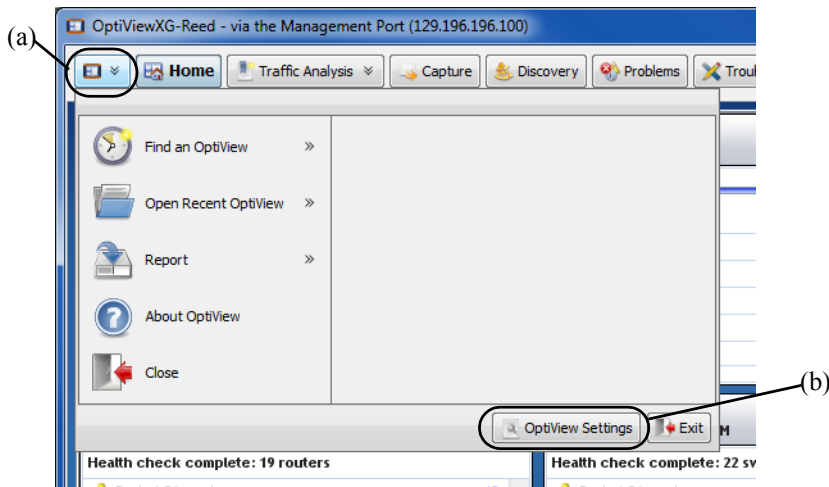 OptiViewXG-Reed - via the Management Port (129.196.196.100)
(a)
Home Traffic Analysis Capture Discovery Problems
Find an OptiView »
Open Recent OptiView »
Report »
About OptiView
Close
(b)
OptiView Settings Exit
Health check complete: 19 routers Health check complete: 22